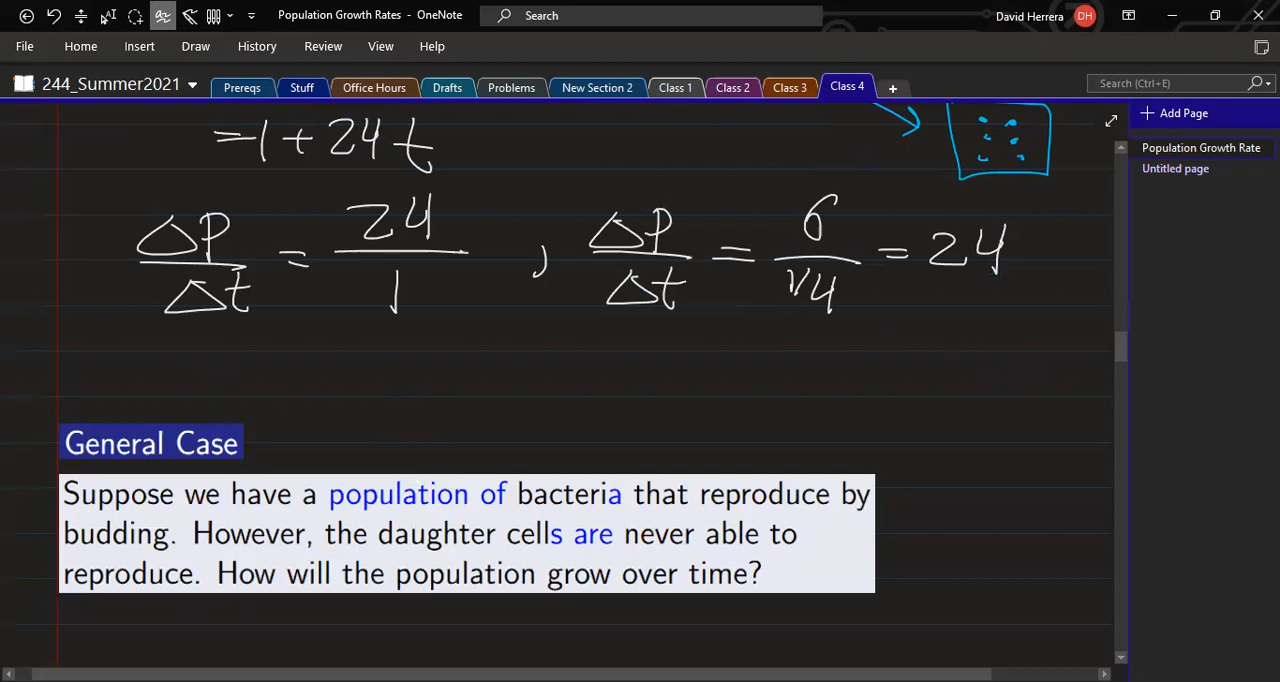 Population Growth Rates - OneNote
Search
David Herrera DH
File Home Insert Draw History Review View Help
244_Summer2021 Prereqs Stuff Office Hours Drafts Problems New Section 2 Class 1 Class 2 Class 3 Class 4 +
Search (Ctrl+E)
Add Page
Population Growth Rate
Untitled page
=1+24t
ΔP/Δt = 24/1 , ΔP/Δt = 6/(1/4) = 24
General Case
Suppose we have a population of bacteria that reproduce by
budding. However, the daughter cells are never able to
reproduce. How will the population grow over time?